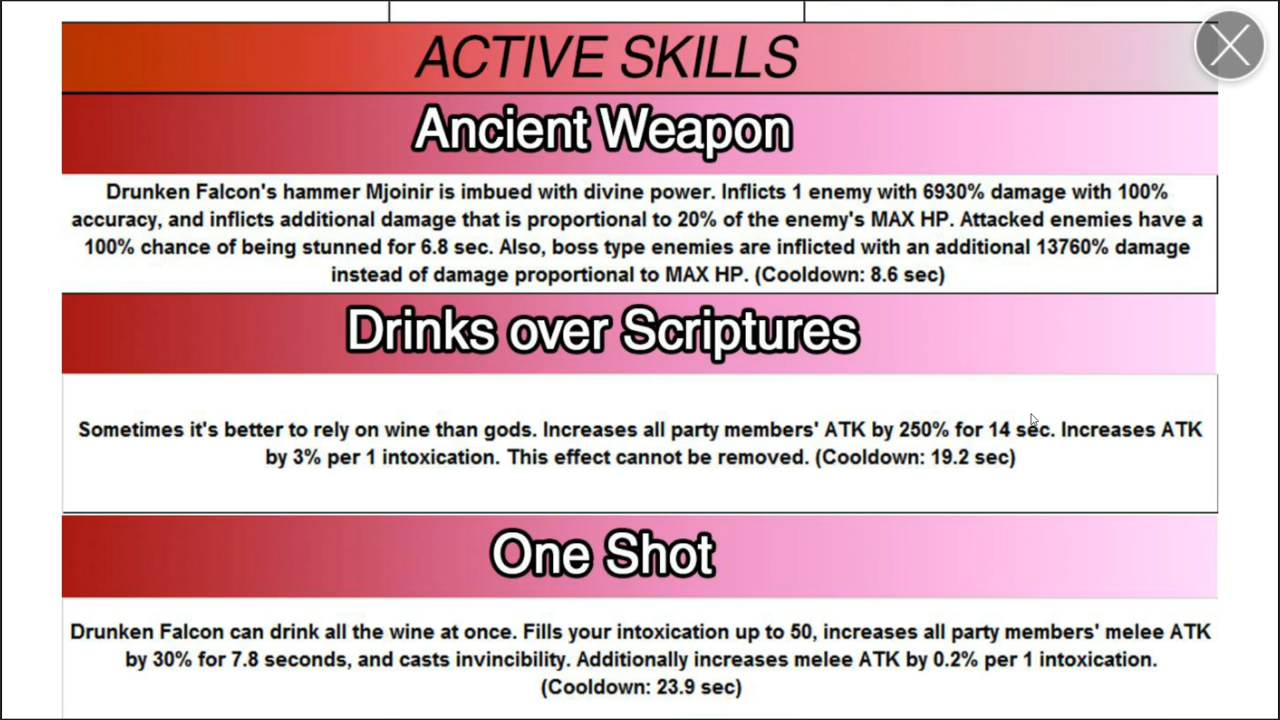 ACTIVE SKILLS
Ancient Weapon
Drunken Falcon's hammer Mjoinir is imbued with divine power. Inflicts 1 enemy with 6930% damage with 100%
accuracy, and inflicts additional damage that is proportional to 20% of the enemy's MAX HP. Attacked enemies have a
100% chance of being stunned for 6.8 sec. Also, boss type enemies are inflicted with an additional 13760% damage
instead of damage proportional to MAX HP. (Cooldown: 8.6 sec)
Drinks over Scriptures
Sometimes it's better to rely on wine than gods. Increases all party members' ATK by 250% for 14 sec. Increases ATK
by 3% per 1 intoxication. This effect cannot be removed. (Cooldown: 19.2 sec)
One Shot
Drunken Falcon can drink all the wine at once. Fills your intoxication up to 50, increases all party members' melee ATK
by 30% for 7.8 seconds, and casts invincibility. Additionally increases melee ATK by 0.2% per 1 intoxication.
(Cooldown: 23.9 sec)